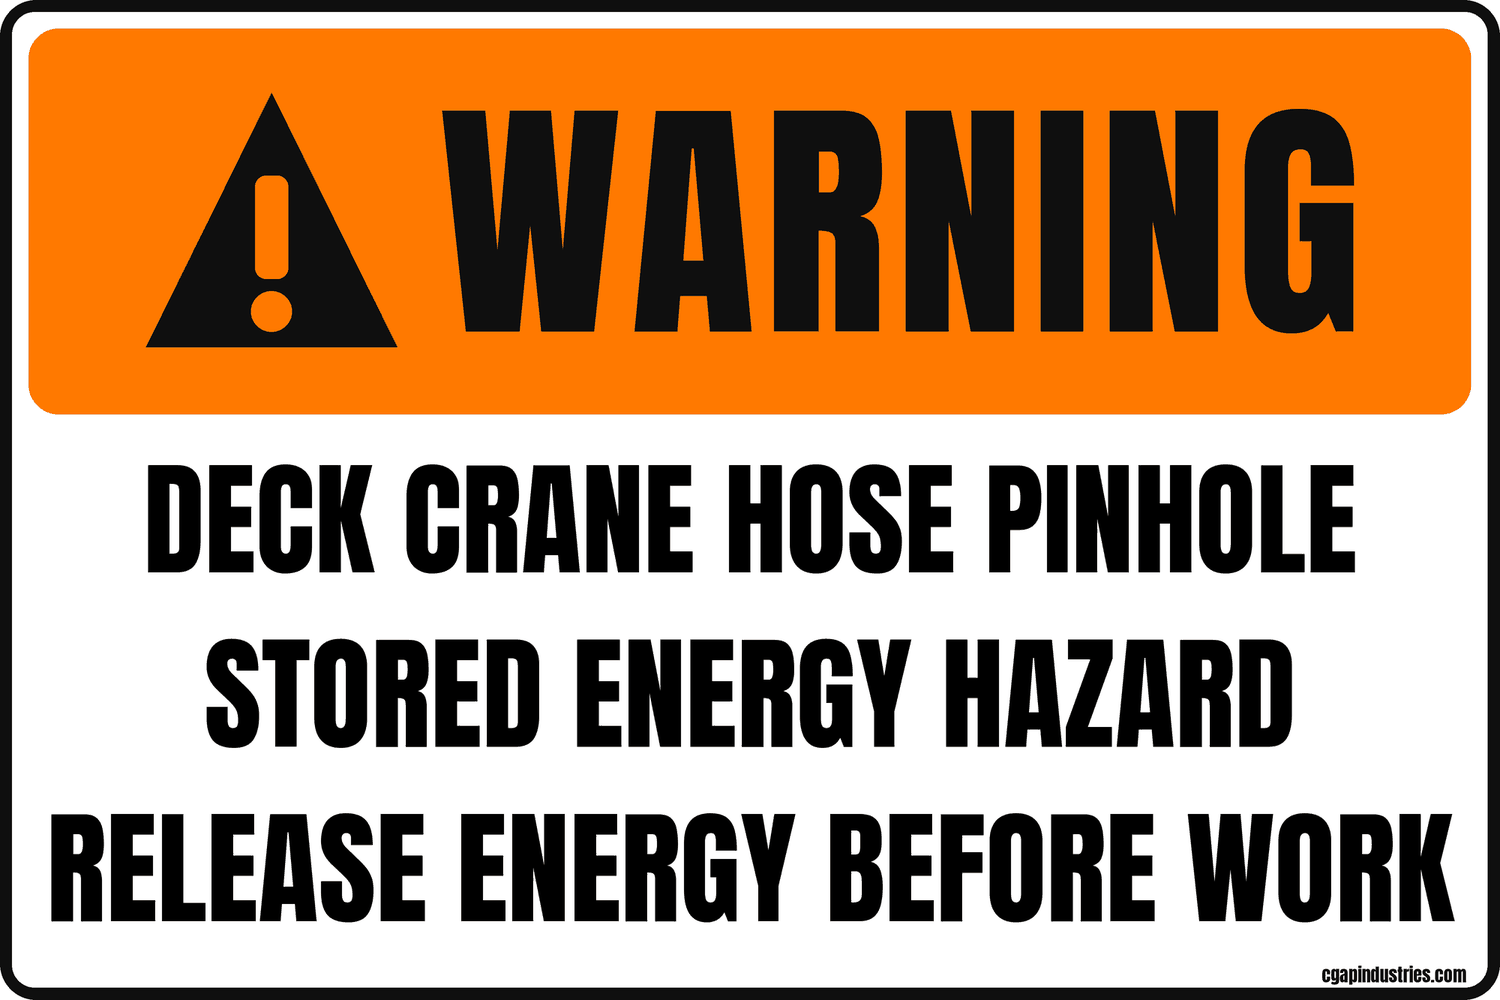 WARNING
DECK CRANE HOSE PINHOLE
STORED ENERGY HAZARD
RELEASE ENERGY BEFORE WORK
cgapindustries.com